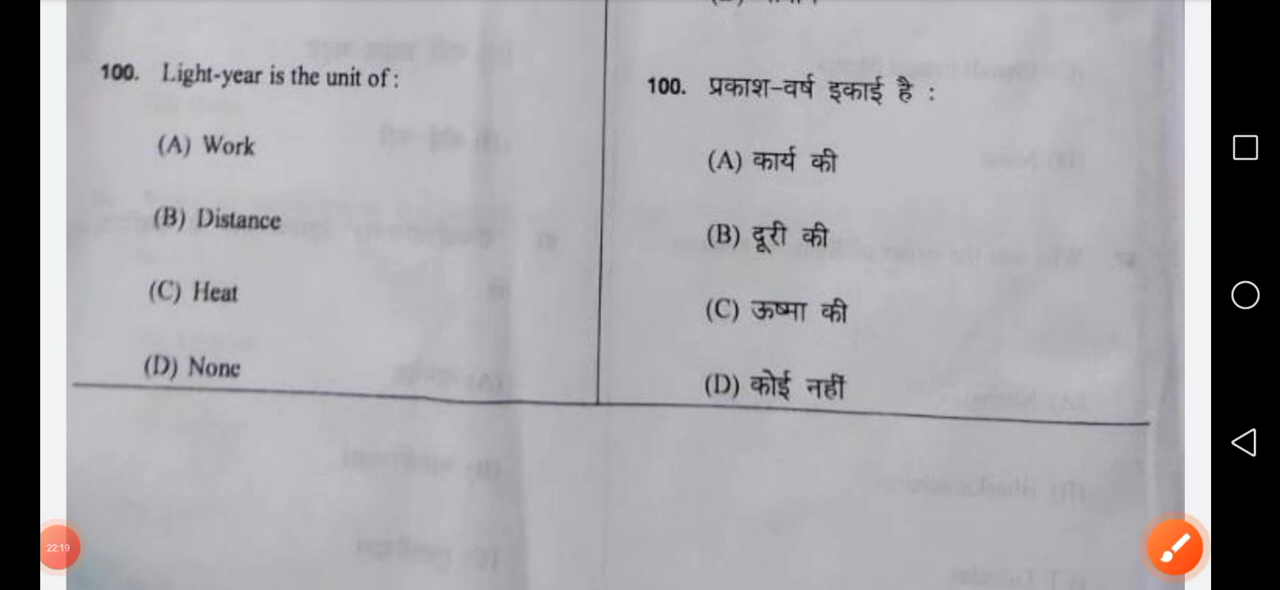 100. Light-year is the unit of :
(A) Work
(B) Distance
(C) Heat
(D) None
100. प्रकाश-वर्ष इकाई है :
(A) कार्य की
(B) दूरी की
(C) ऊष्मा की
(D) कोई नहीं
22:19